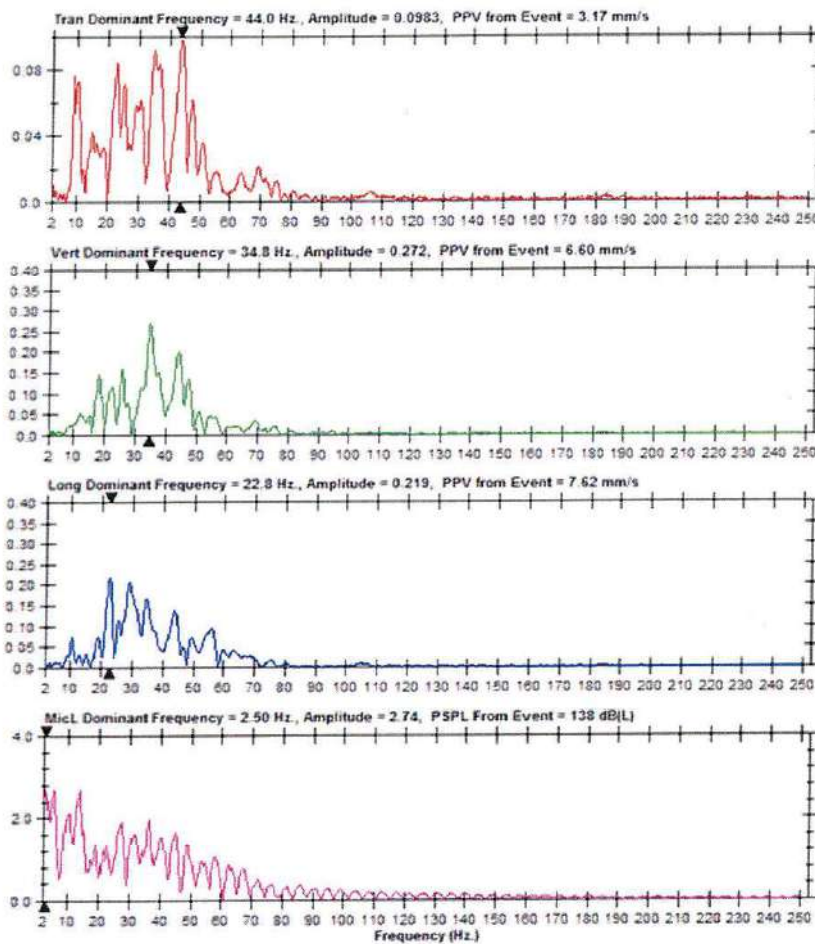 Tran Dominant Frequency = 44.0 Hz., Amplitude = 0.0983, PPV from Event = 3.17 mm/s
0.08
0.04
0.0
2 10 20 30 40 50 60 70 80 90 100 110 120 130 140 150 160 170 180 190 200 210 220 230 240 250
Vert Dominant Frequency = 34.8 Hz., Amplitude = 0.272, PPV from Event = 6.60 mm/s
0.40
0.35
0.30
0.25
0.20
0.15
0.10
0.05
0.0
2 10 20 30 40 50 60 70 80 90 100 110 120 130 140 150 160 170 180 190 200 210 220 230 240 250
Long Dominant Frequency = 22.8 Hz., Amplitude = 0.219, PPV from Event = 7.62 mm/s
0.40
0.35
0.30
0.25
0.20
0.15
0.10
0.05
0.0
2 10 20 30 40 50 60 70 80 90 100 110 120 130 140 150 160 170 180 190 200 210 220 230 240 250
MicL Dominant Frequency = 2.50 Hz., Amplitude = 2.74, PSPL From Event = 138 dB(L)
4.0
2.0
0.0
2 10 20 30 40 50 60 70 80 90 100 110 120 130 140 150 160 170 180 190 200 210 220 230 240 250
Frequency (Hz.)